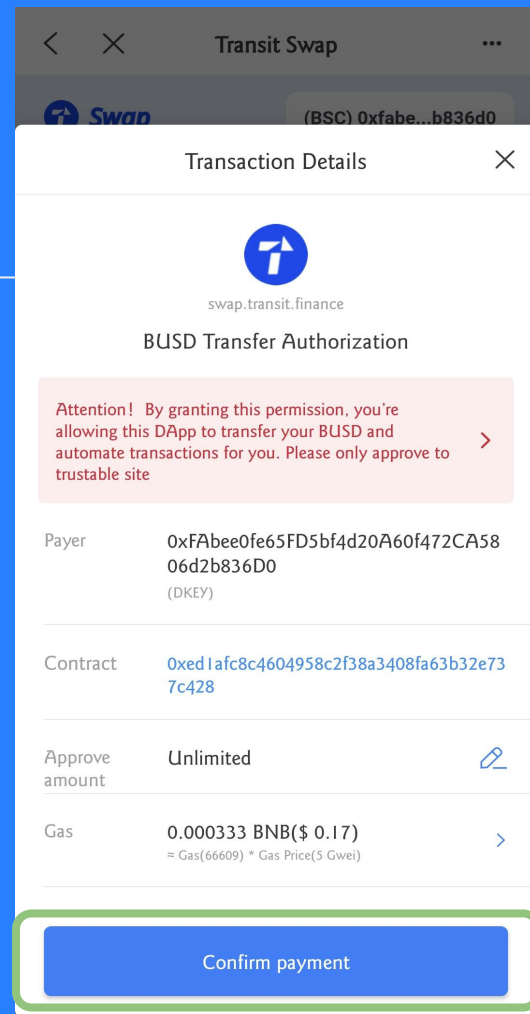 Transit Swap
Swap
(BSC) 0xfabe...b836d0
Transaction Details
swap.transit.finance
BUSD Transfer Authorization
Attention! By granting this permission, you're
allowing this DApp to transfer your BUSD and
automate transactions for you. Please only approve to
trustable site
Payer
0xFAbee0fe65FD5bf4d20A60f472CA58
06d2b836D0
(DKEY)
Contract
0xed1afc8c4604958c2f38a3408fa63b32e73
7c428
Approve
amount
Unlimited
Gas
0.000333 BNB($ 0.17)
≈ Gas(66609) * Gas Price(5 Gwei)
Confirm payment